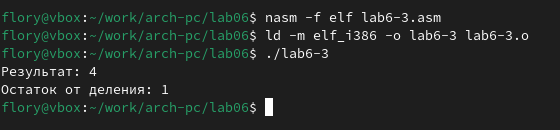 flory@vbox:~/work/arch-pc/lab06$ nasm -f elf lab6-3.asm
flory@vbox:~/work/arch-pc/lab06$ ld -m elf_i386 -o lab6-3 lab6-3.o
flory@vbox:~/work/arch-pc/lab06$ ./lab6-3
Результат: 4
Остаток от деления: 1
flory@vbox:~/work/arch-pc/lab06$